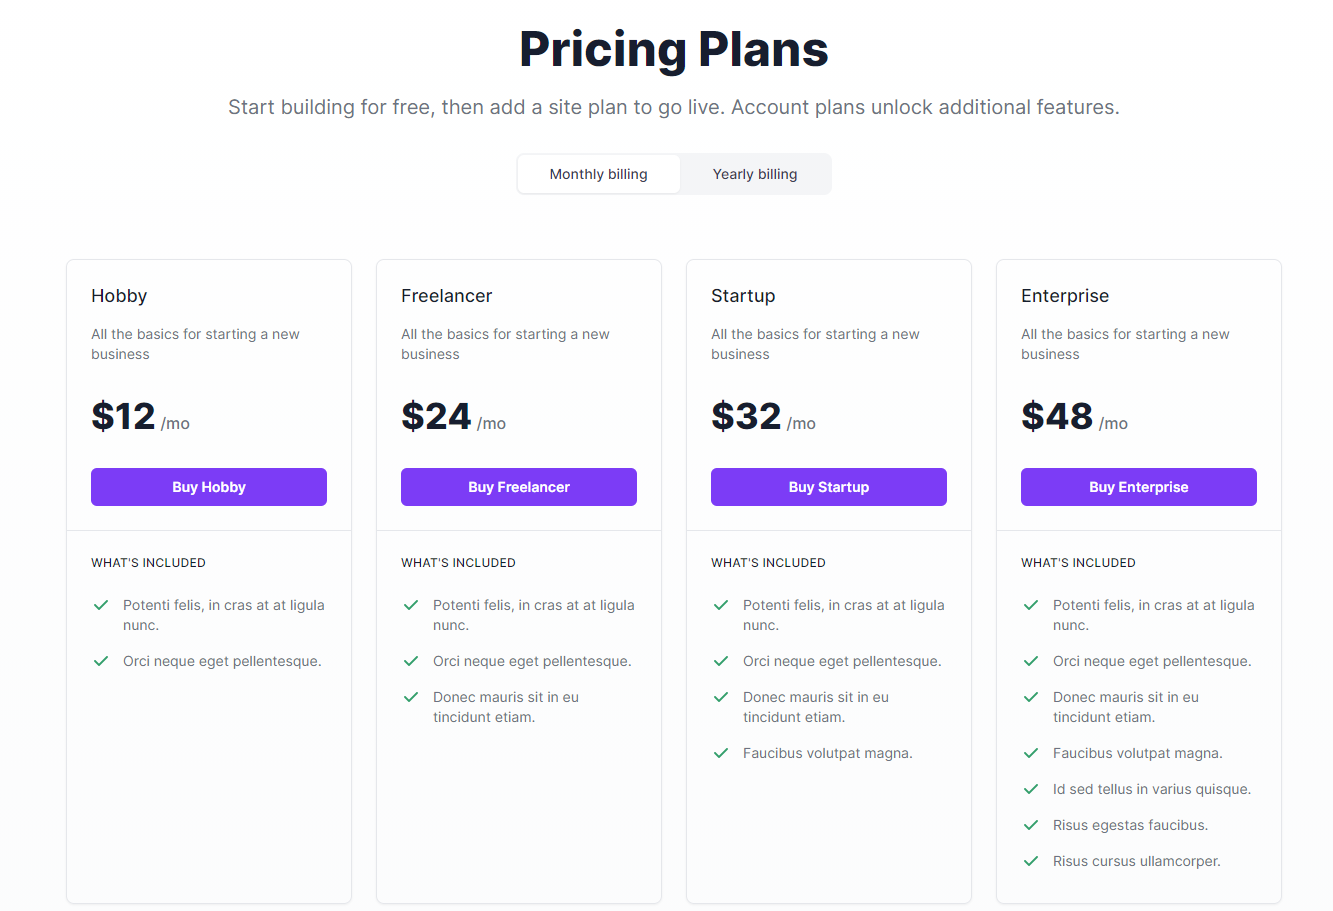 Pricing Plans
Start building for free, then add a site plan to go live. Account plans unlock additional features.
Monthly billing
Yearly billing
Hobby
All the basics for starting a new
business
$12 /mo
Buy Hobby
WHAT'S INCLUDED
Potenti felis, in cras at at ligula
nunc.
Orci neque eget pellentesque.
Freelancer
All the basics for starting a new
business
$24 /mo
Buy Freelancer
WHAT'S INCLUDED
Potenti felis, in cras at at ligula
nunc.
Orci neque eget pellentesque.
Donec mauris sit in eu
tincidunt etiam.
Startup
All the basics for starting a new
business
$32 /mo
Buy Startup
WHAT'S INCLUDED
Potenti felis, in cras at at ligula
nunc.
Orci neque eget pellentesque.
Donec mauris sit in eu
tincidunt etiam.
Faucibus volutpat magna.
Enterprise
All the basics for starting a new
business
$48 /mo
Buy Enterprise
WHAT'S INCLUDED
Potenti felis, in cras at at ligula
nunc.
Orci neque eget pellentesque.
Donec mauris sit in eu
tincidunt etiam.
Faucibus volutpat magna.
Id sed tellus in varius quisque.
Risus egestas faucibus.
Risus cursus ullamcorper.